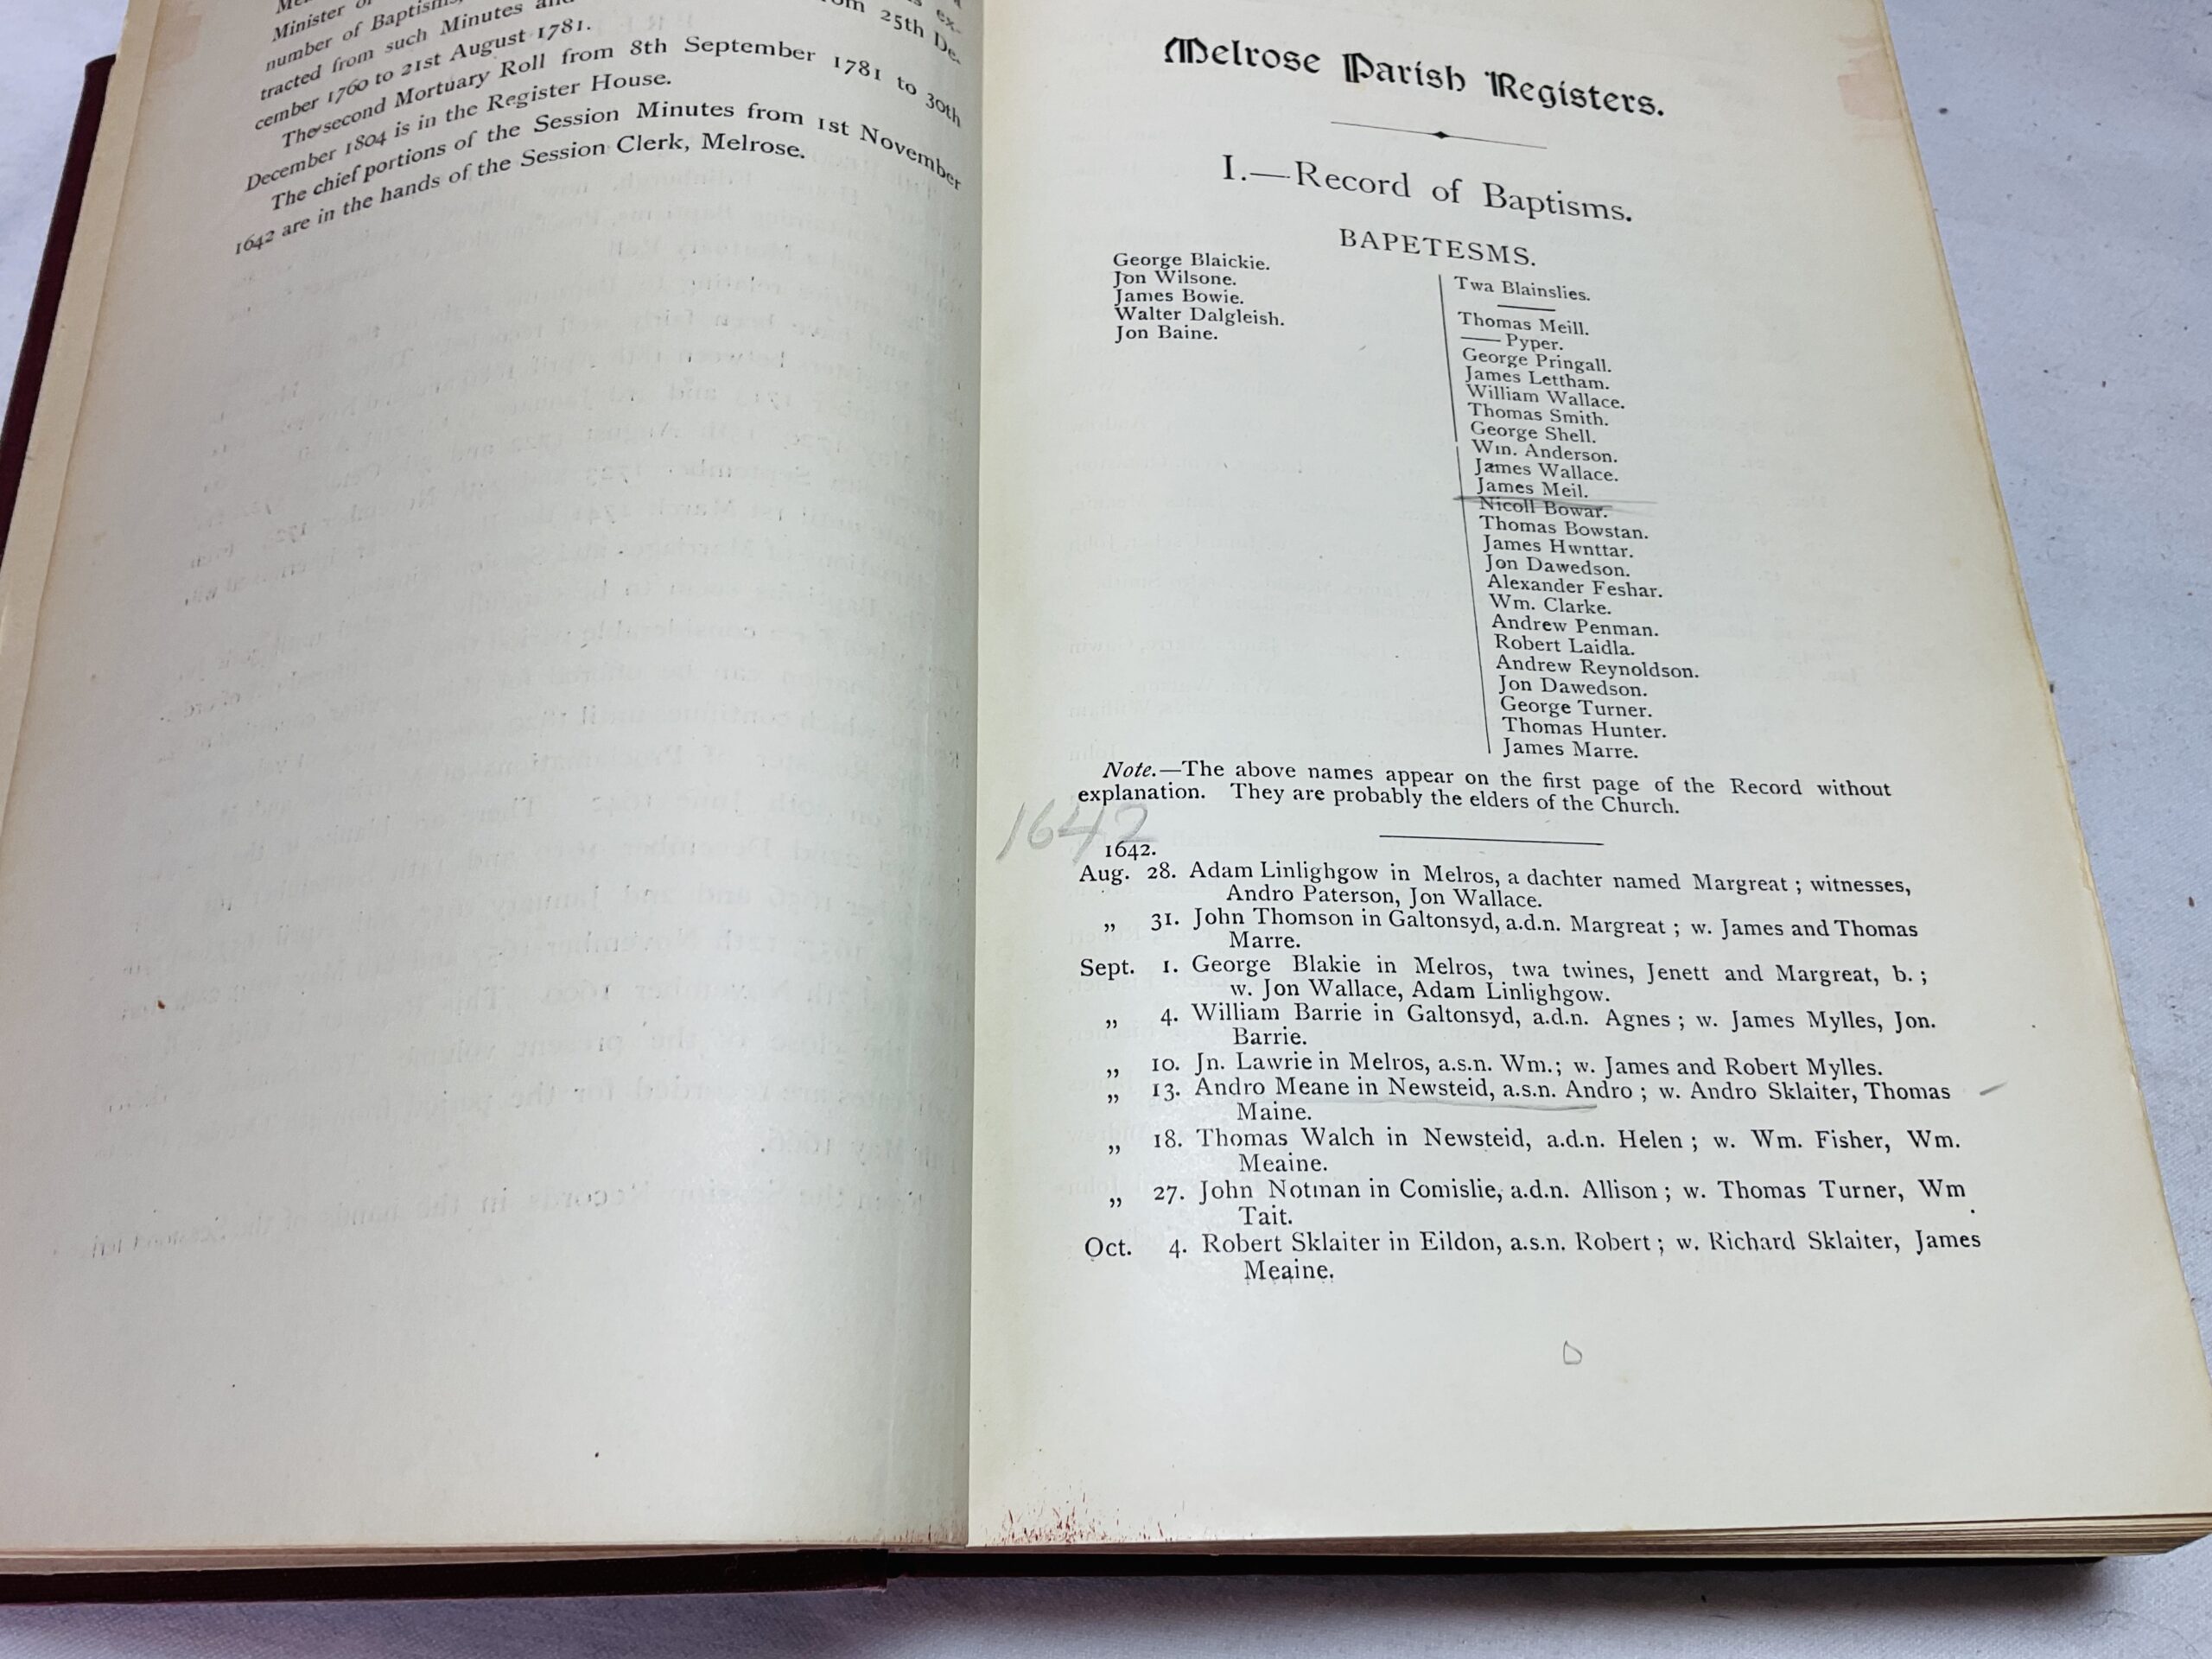 Minister
number of Baptisms, ex-
tracted from such Minutes and om 25th De-
cember 1760 to 21st August 1781.
The second Mortuary Roll from 8th September 1781 to 30th
December 1804 is in the Register House.
The chief portions of the Session Minutes from 1st November
1642 are in the hands of the Session Clerk, Melrose.
Melrose Parish Registers.
I.—Record of Baptisms.
BAPETESMS.
George Blaickie.
Jon Wilsone.
James Bowie.
Walter Dalgleish.
Jon Baine.
Twa Blainslies.
Thomas Meill.
—— Pyper.
George Pringall.
James Lettham.
William Wallace.
Thomas Smith.
George Shell.
Wm. Anderson.
James Wallace.
James Meil.
Nicoll Bowar.
Thomas Bowstan.
James Hwnttar.
Jon Dawedson.
Alexander Feshar.
Wm. Clarke.
Andrew Penman.
Robert Laidla.
Andrew Reynoldson.
Jon Dawedson.
George Turner.
Thomas Hunter.
James Marre.
Note.—The above names appear on the first page of the Record without
explanation. They are probably the elders of the Church.
1642
1642.
Aug. 28. Adam Linlighgow in Melros, a dachter named Margreat ; witnesses,
Andro Paterson, Jon Wallace.
„ 31. John Thomson in Galtonsyd, a.d.n. Margreat ; w. James and Thomas
Marre.
Sept. 1. George Blakie in Melros, twa twines, Jenett and Margreat, b. ;
w. Jon Wallace, Adam Linlighgow.
„ 4. William Barrie in Galtonsyd, a.d.n. Agnes ; w. James Mylles, Jon.
Barrie.
„ 10. Jn. Lawrie in Melros, a.s.n. Wm. ; w. James and Robert Mylles.
„ 13. Andro Meane in Newsteid, a.s.n. Andro ; w. Andro Sklaiter, Thomas
Maine.
„ 18. Thomas Walch in Newsteid, a.d.n. Helen ; w. Wm. Fisher, Wm.
Meaine.
„ 27. John Notman in Comislie, a.d.n. Allison ; w. Thomas Turner, Wm
Tait.
Oct. 4. Robert Sklaiter in Eildon, a.s.n. Robert ; w. Richard Sklaiter, James
Meaine.